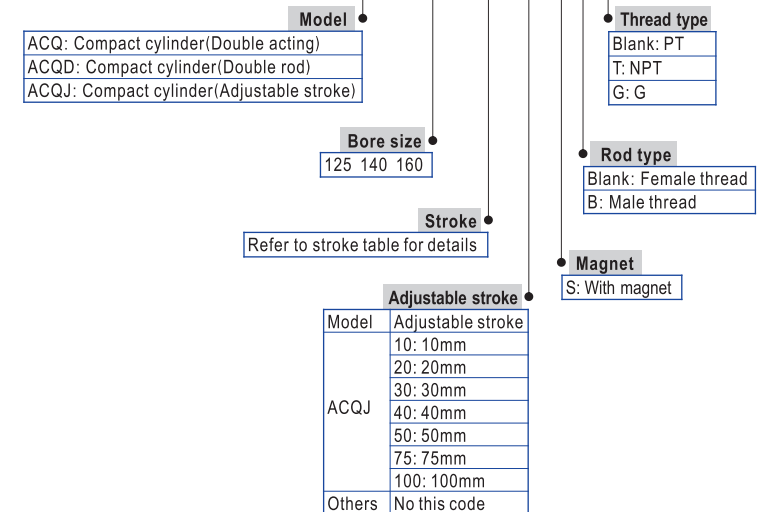 Model
ACQ: Compact cylinder(Double acting)
ACQD: Compact cylinder(Double rod)
ACQJ: Compact cylinder(Adjustable stroke)
Thread type
Blank: PT
T: NPT
G: G
Bore size
125 140 160
Rod type
Blank: Female thread
B: Male thread
Stroke
Refer to stroke table for details
Magnet
S: With magnet
Adjustable stroke
Model Adjustable stroke
ACQJ
10: 10mm
20: 20mm
30: 30mm
40: 40mm
50: 50mm
75: 75mm
100: 100mm
Others No this code